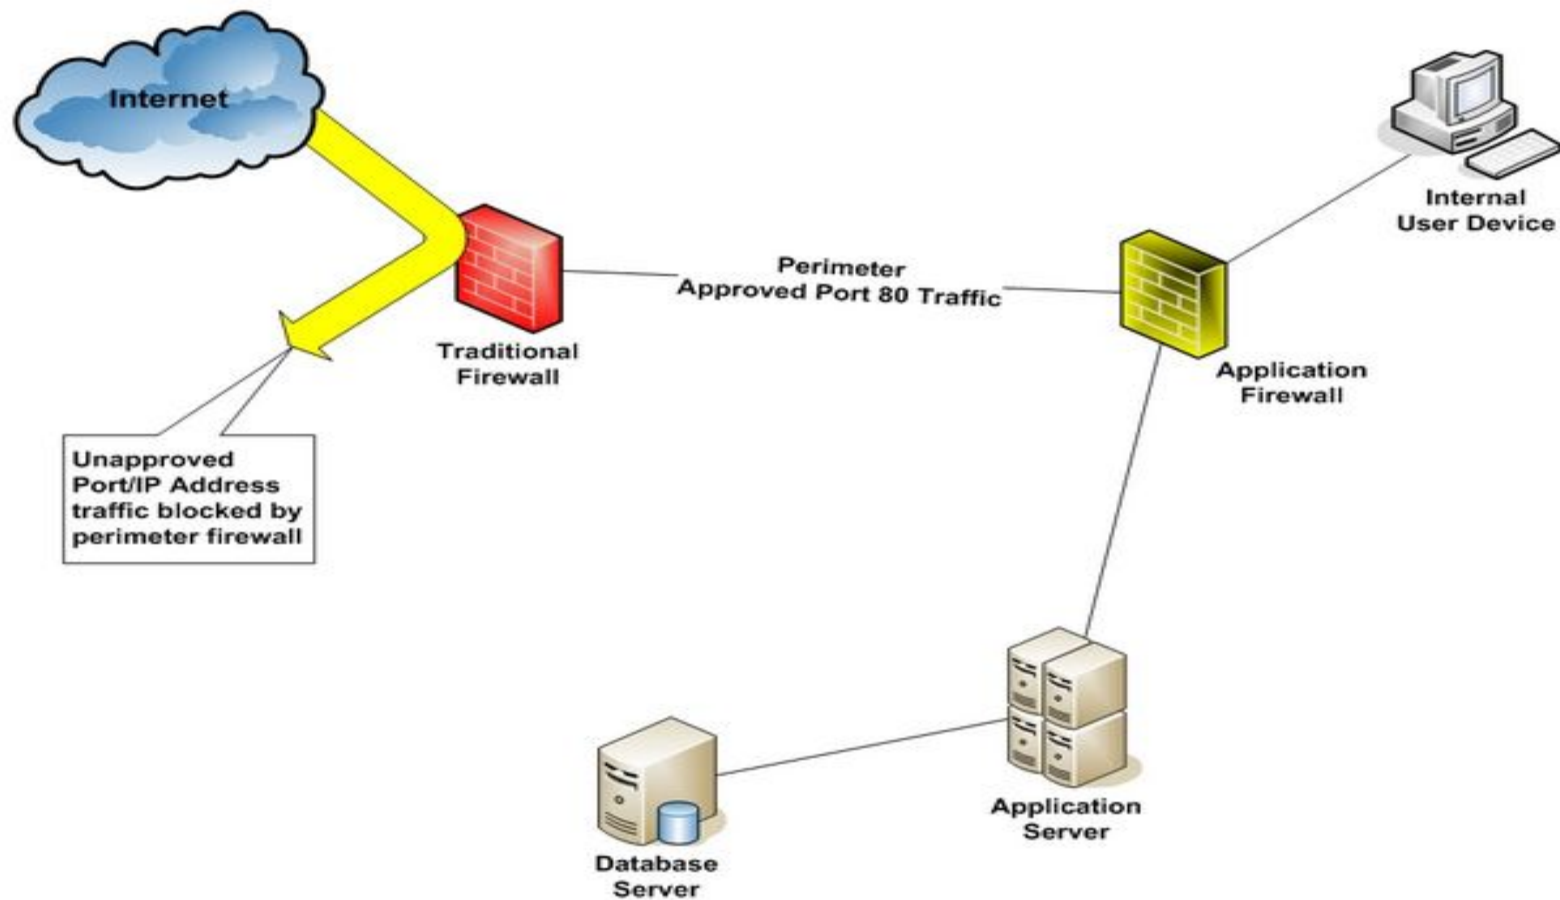 Internet
Internal
User Device
Perimeter
Approved Port 80 Traffic
Traditional
Firewall
Application
Firewall
Unapproved
Port/IP Address
traffic blocked by
perimeter firewall
Application
Server
Database
Server